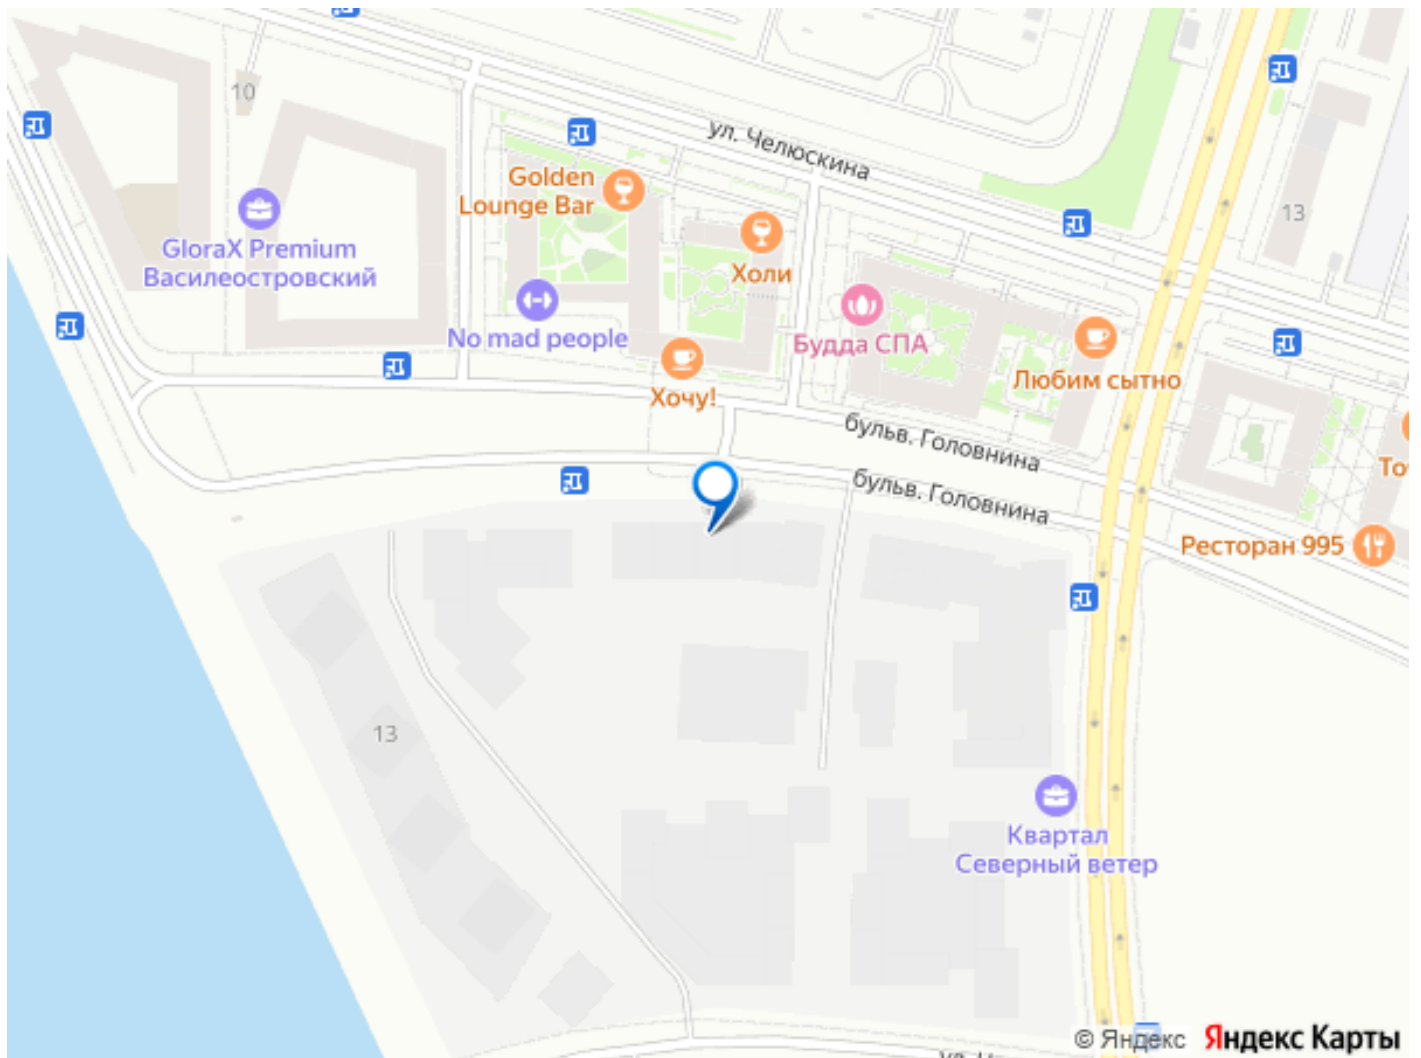 10
ул. Челюскина
Golden
Lounge Bar
13
GloraX Premium
Василеостровский
Холи
No mad people
Будда СПА
Хочу!
Любим сытно
бульв. Головнина
бульв. Головнина
Ресторан 995
13
Квартал
Северный ветер
© Яндекс Яндекс Карты